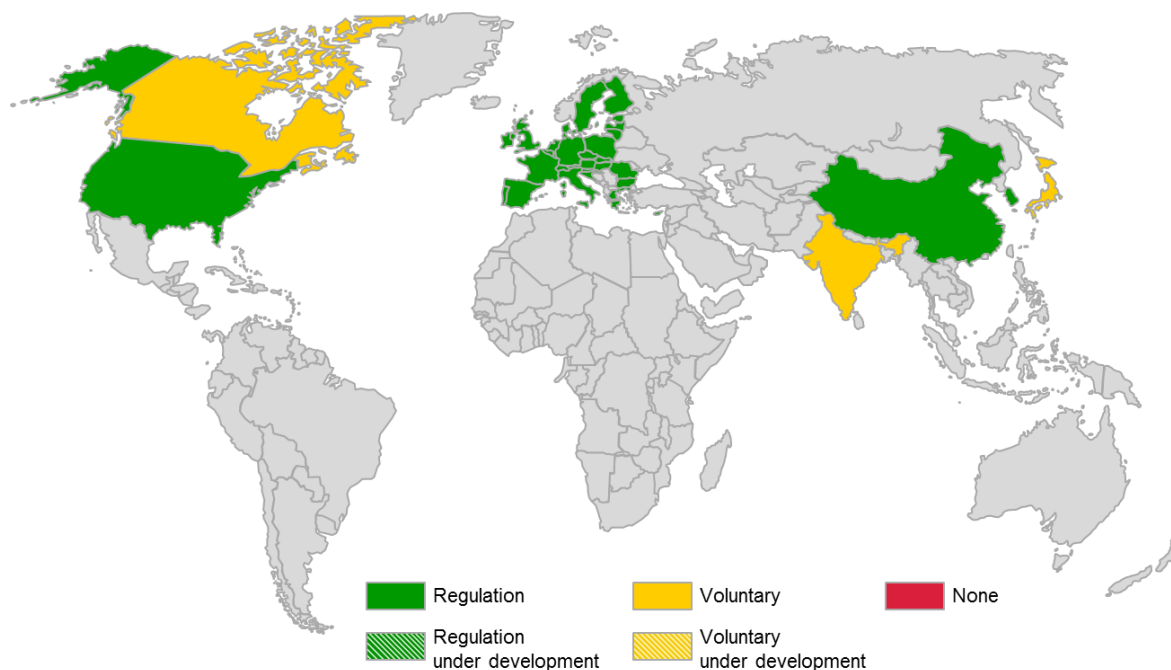 Regulation
Voluntary
None
Regulation
under development
Voluntary
under development